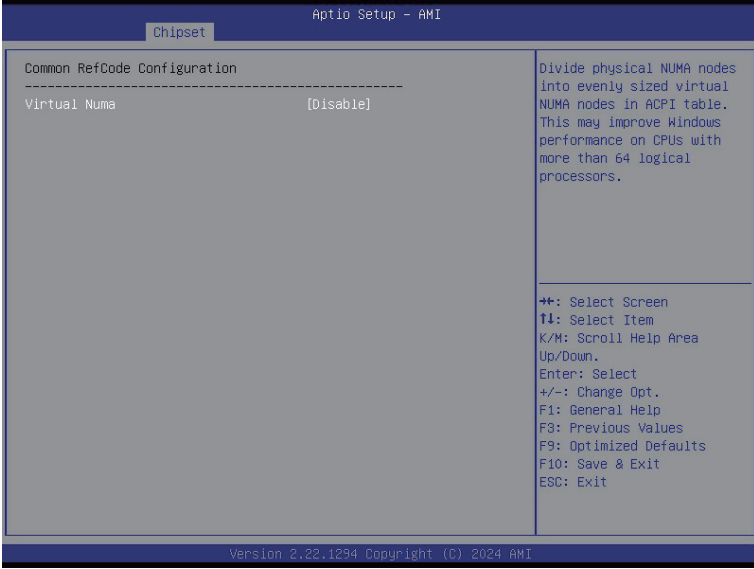 Aptio Setup – AMI
Chipset
Common RefCode Configuration
--------------------------------------------------
Virtual Numa [Disable]
Divide physical NUMA nodes
into evenly sized virtual
NUMA nodes in ACPI table.
This may improve Windows
performance on CPUs with
more than 64 logical
processors.
→←: Select Screen
↑↓: Select Item
K/M: Scroll Help Area
Up/Down.
Enter: Select
+/-: Change Opt.
F1: General Help
F3: Previous Values
F9: Optimized Defaults
F10: Save & Exit
ESC: Exit
Version 2.22.1294 Copyright (C) 2024 AMI